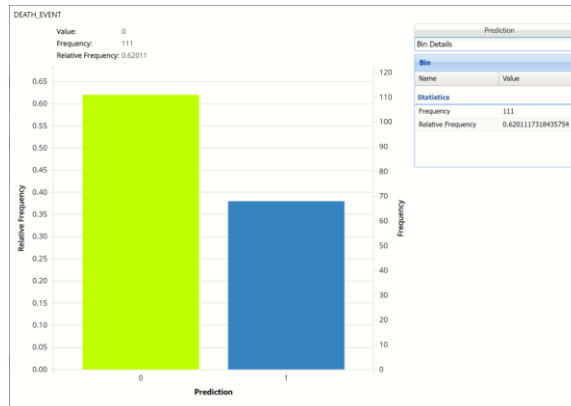 DEATH_EVENT
Value: 0
Frequency: 111
Relative Frequency: 0.62011
Prediction
Bin Details
Bin
Name Value
Statistics
Frequency 111
Relative Frequency 0.6201117318435754
Relative Frequency
0.65
0.60
0.55
0.50
0.45
0.40
0.35
0.30
0.25
0.20
0.15
0.10
0.05
0.00
120
110
100
90
80
70
60
50
40
30
20
10
0
Frequency
0 1
Prediction